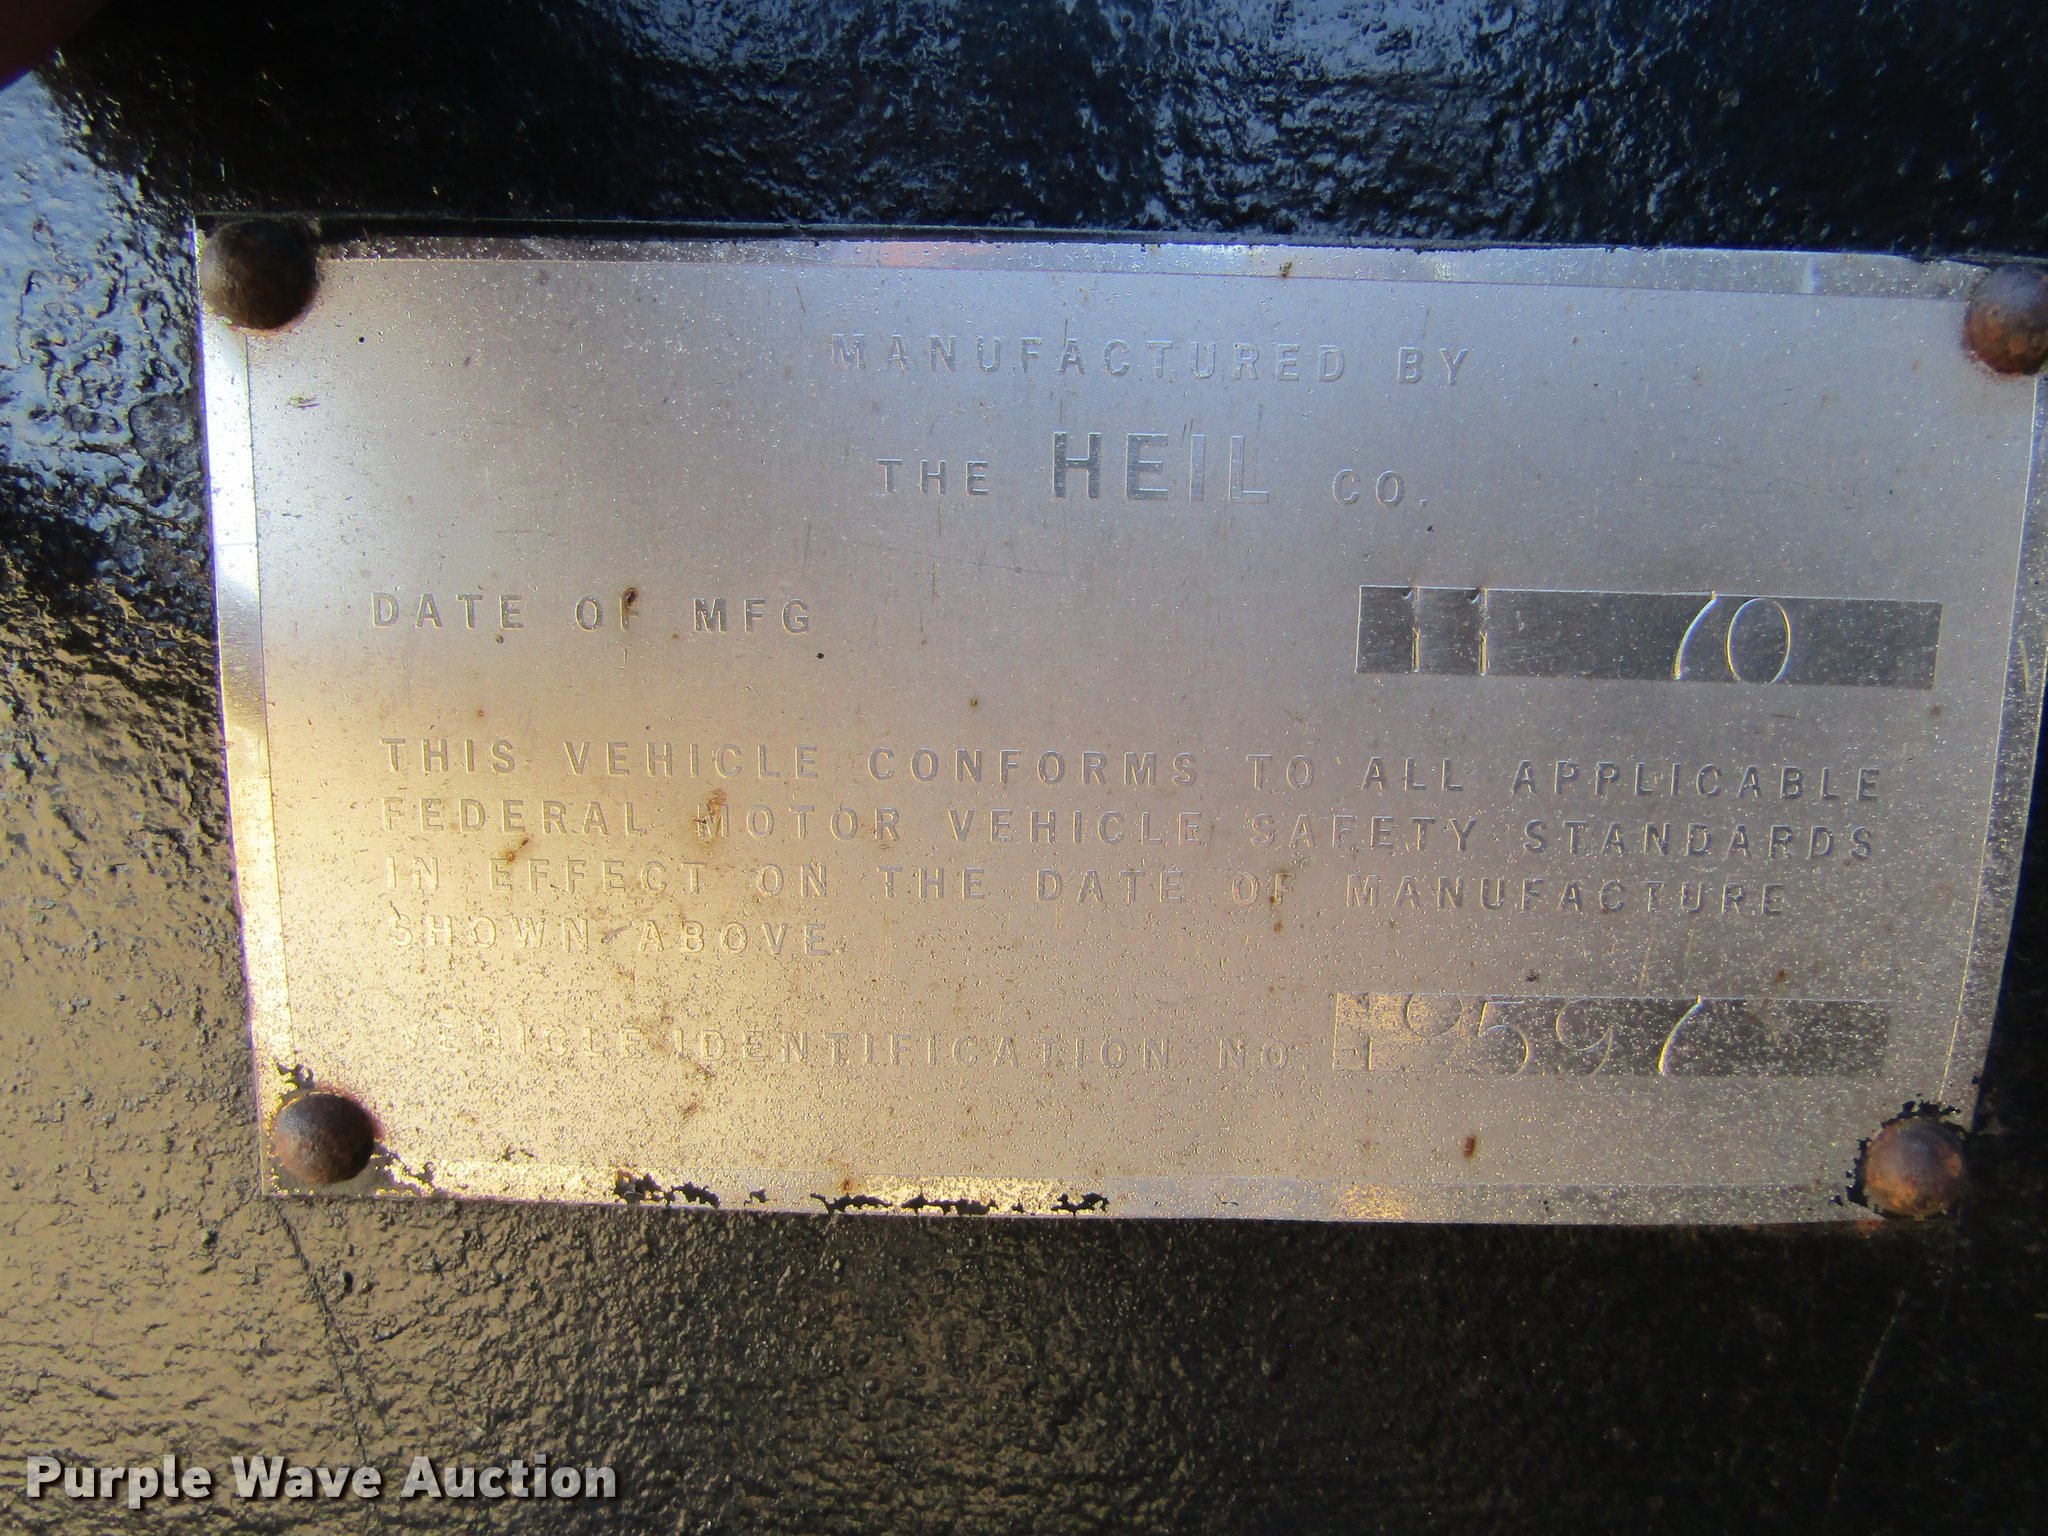 MANUFACTURED BY
THE HEIL CO.
DATE OF MFG 11 70
THIS VEHICLE CONFORMS TO ALL APPLICABLE
FEDERAL MOTOR VEHICLE SAFETY STANDARDS
IN EFFECT ON THE DATE OF MANUFACTURE
SHOWN ABOVE
VEHICLE IDENTIFICATION NO.
Purple Wave Auction